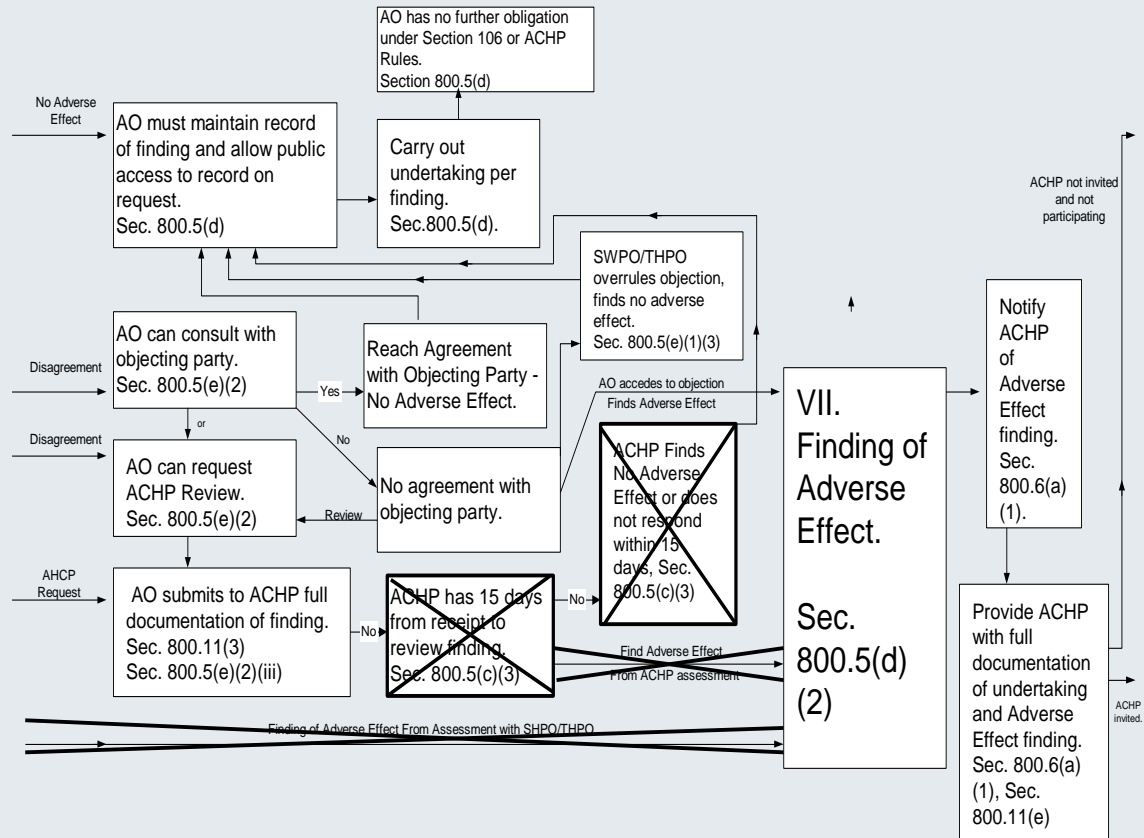 AO has no further obligation
under Section 106 or ACHP
Rules.
Section 800.5(d)
No Adverse
Effect
AO must maintain record
of finding and allow public
access to record on
request.
Sec. 800.5(d)
Carry out
undertaking per
finding.
Sec.800.5(d).
ACHP not invited
and not
participating
SWPO/THPO
overrules objection,
finds no adverse
effect.
Sec. 800.5(e)(1)(3)
Disagreement
AO can consult with
objecting party.
Sec. 800.5(e)(2)
Yes
Reach Agreement
with Objecting Party -
No Adverse Effect.
AO accedes to objection
Finds Adverse Effect
or
No
Disagreement
AO can request
ACHP Review.
Sec. 800.5(e)(2)
Review
No agreement with
objecting party.
ACHP Finds
No Adverse
Effect or does
not respond
within 15
days, Sec.
800.5(c)(3)
VII.
Finding of
Adverse
Effect.
Sec.
800.5(d)
(2)
Notify
ACHP
of
Adverse
Effect
finding.
Sec.
800.6(a)
(1).
AHCP
Request
AO submits to ACHP full
documentation of finding.
Sec. 800.11(3)
Sec. 800.5(e)(2)(iii)
No
ACHP has 15 days
from receipt to
review finding.
Sec. 800.5(c)(3)
No
Find Adverse Effect
From ACHP assessment
Finding of Adverse Effect From Assessment with SHPO/THPO
Provide ACHP
with full
documentation
of undertaking
and Adverse
Effect finding.
Sec. 800.6(a)
(1), Sec.
800.11(e)
ACHP
invited.